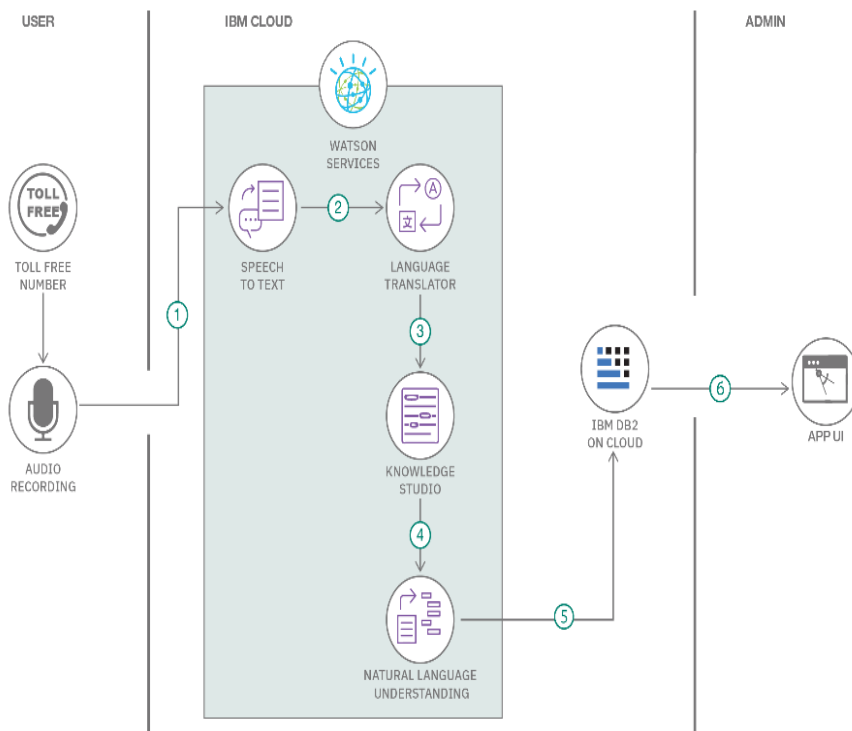 USER
IBM CLOUD
ADMIN
WATSON
SERVICES
TOLL
FREE
TOLL FREE
NUMBER
SPEECH
TO TEXT
2
A
文
LANGUAGE
TRANSLATOR
1
3
AUDIO
RECORDING
KNOWLEDGE
STUDIO
IBM DB2
ON CLOUD
6
APP UI
4
5
NATURAL LANGUAGE
UNDERSTANDING